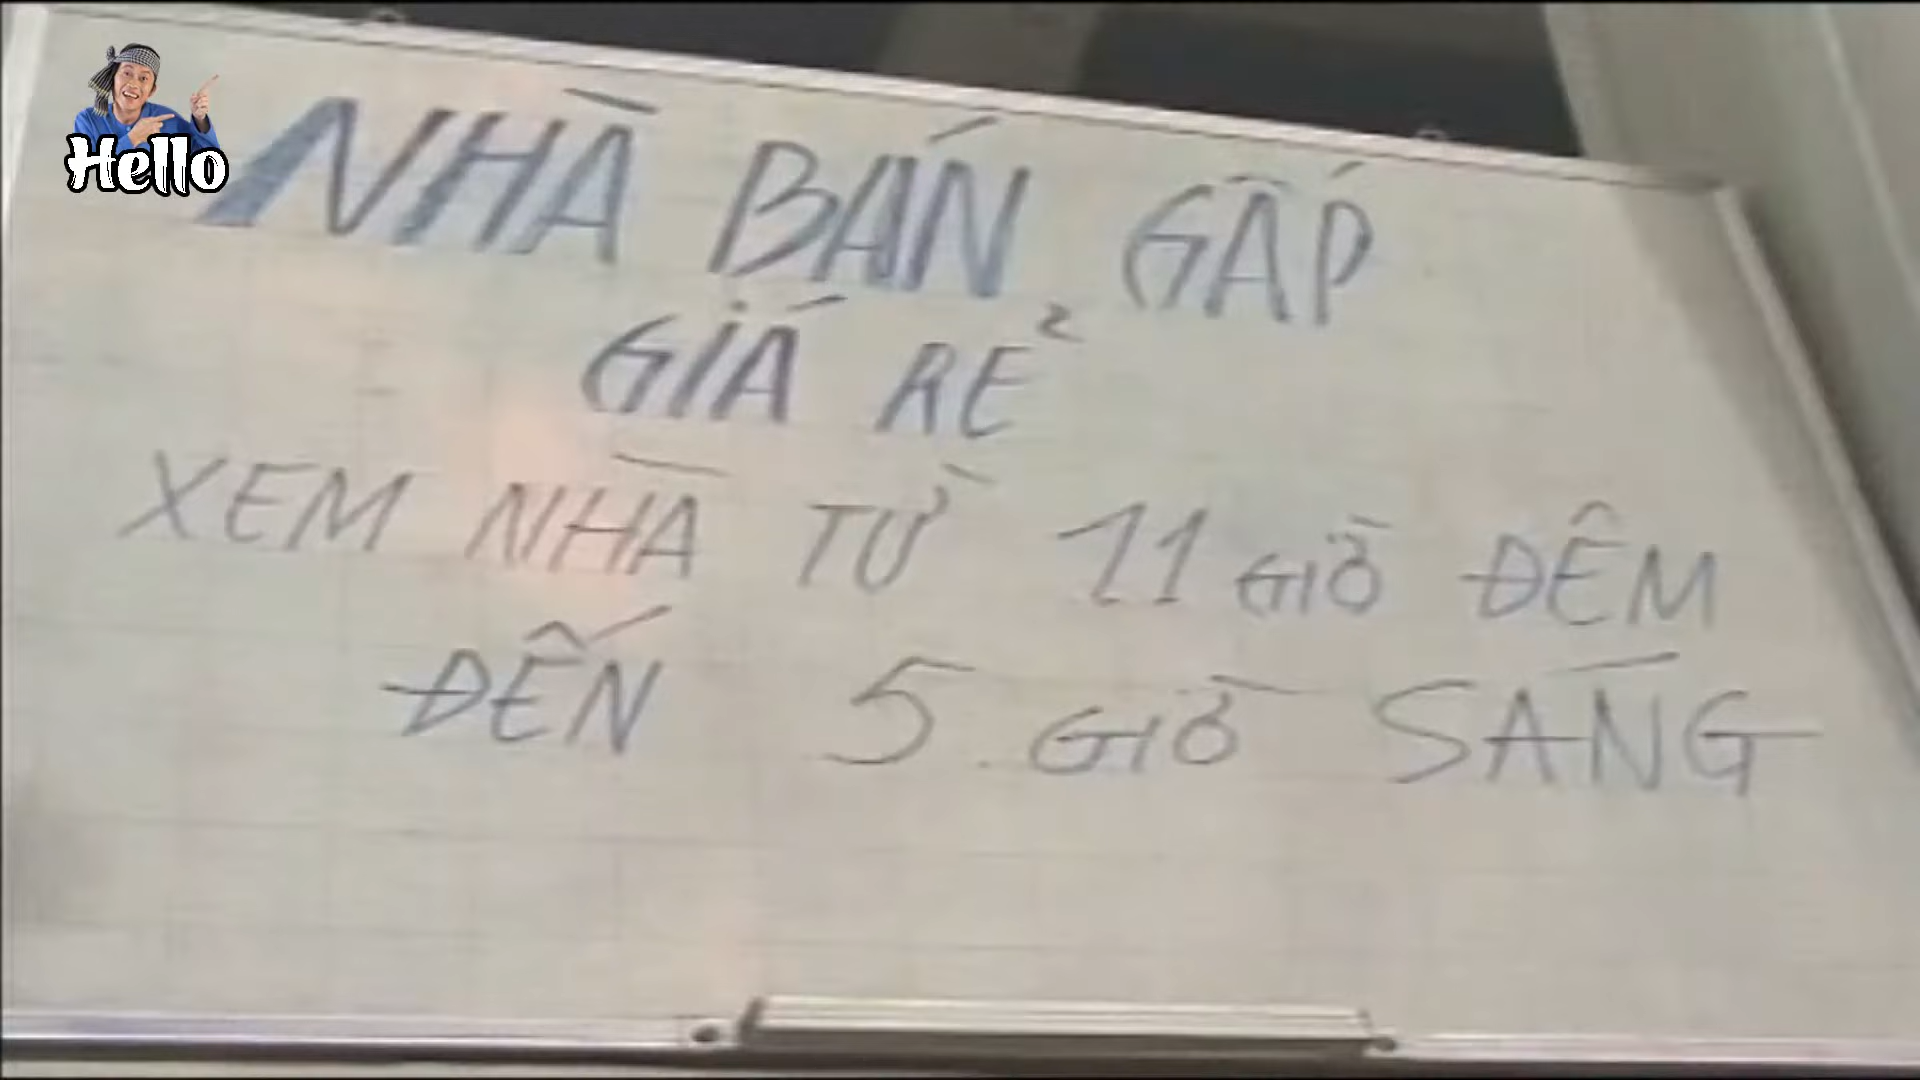 Hello
NHÀ BÁN GẤP
GIÁ RẺ
XEM NHÀ TỪ 11 GIỜ ĐÊM
ĐẾN 5 GIỜ SÁNG